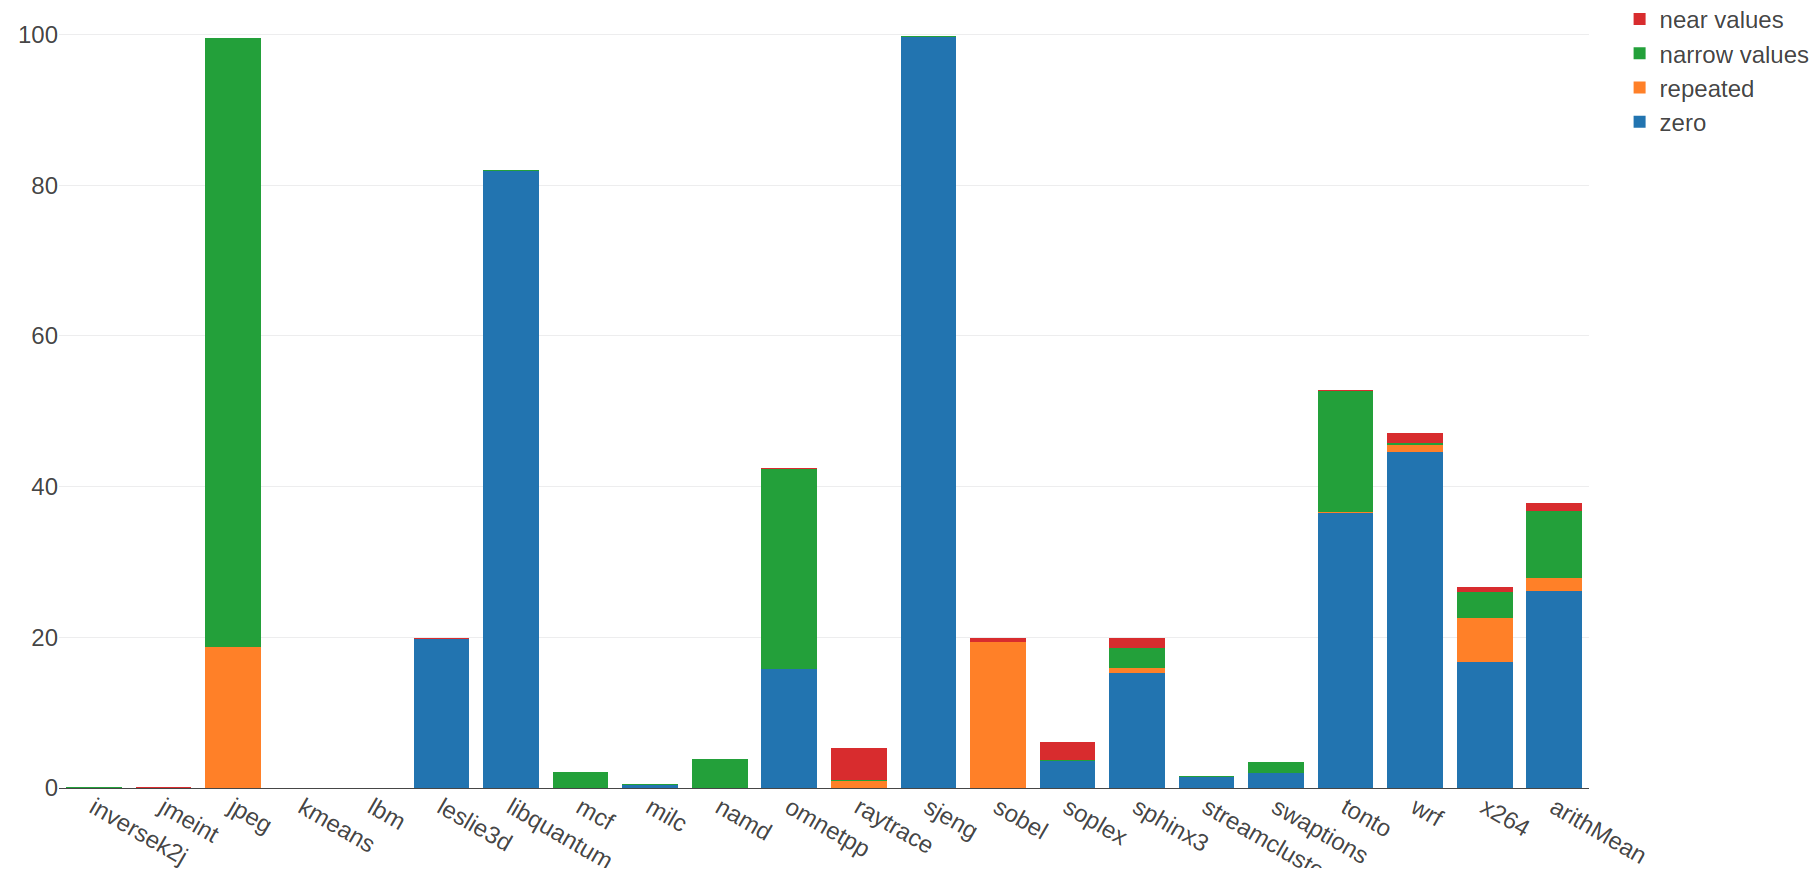 near values
narrow values
repeated
zero
100
80
60
40
20
0
inversek2j
jmeint
jpeg
kmeans
lbm
leslie3d
libquantum
mcf
milc
namd
omnetpp
raytrace
sjeng
sobel
soplex
sphinx3
streamcluste
swaptions
tonto
wrf
x264
arithMean